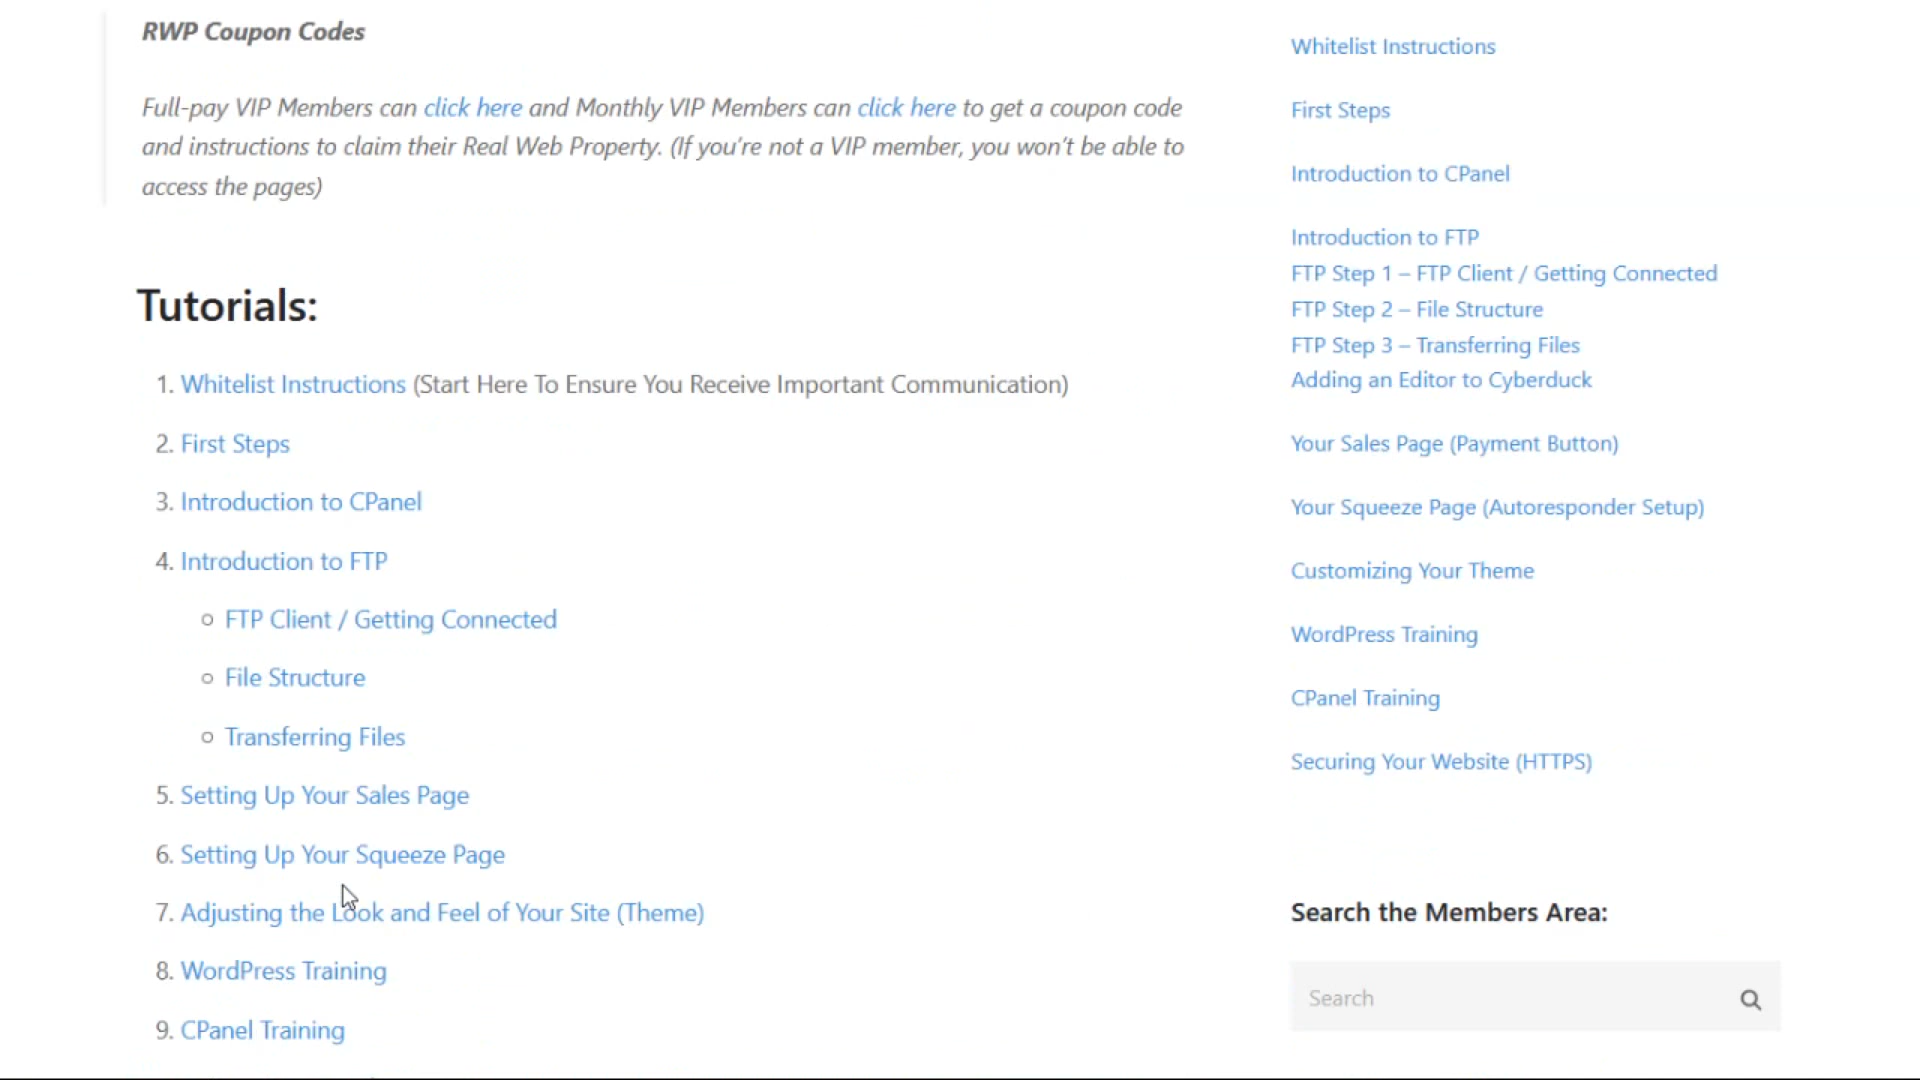 RWP Coupon Codes
Full-pay VIP Members can click here and Monthly VIP Members can click here to get a coupon code
and instructions to claim their Real Web Property. (If you're not a VIP member, you won't be able to
access the pages)
Tutorials:
1. Whitelist Instructions (Start Here To Ensure You Receive Important Communication)
2. First Steps
3. Introduction to CPanel
4. Introduction to FTP
FTP Client / Getting Connected
File Structure
Transferring Files
5. Setting Up Your Sales Page
6. Setting Up Your Squeeze Page
7. Adjusting the Look and Feel of Your Site (Theme)
8. WordPress Training
9. CPanel Training
Whitelist Instructions
First Steps
Introduction to CPanel
Introduction to FTP
FTP Step 1 – FTP Client / Getting Connected
FTP Step 2 – File Structure
FTP Step 3 – Transferring Files
Adding an Editor to Cyberduck
Your Sales Page (Payment Button)
Your Squeeze Page (Autoresponder Setup)
Customizing Your Theme
WordPress Training
CPanel Training
Securing Your Website (HTTPS)
Search the Members Area:
Search